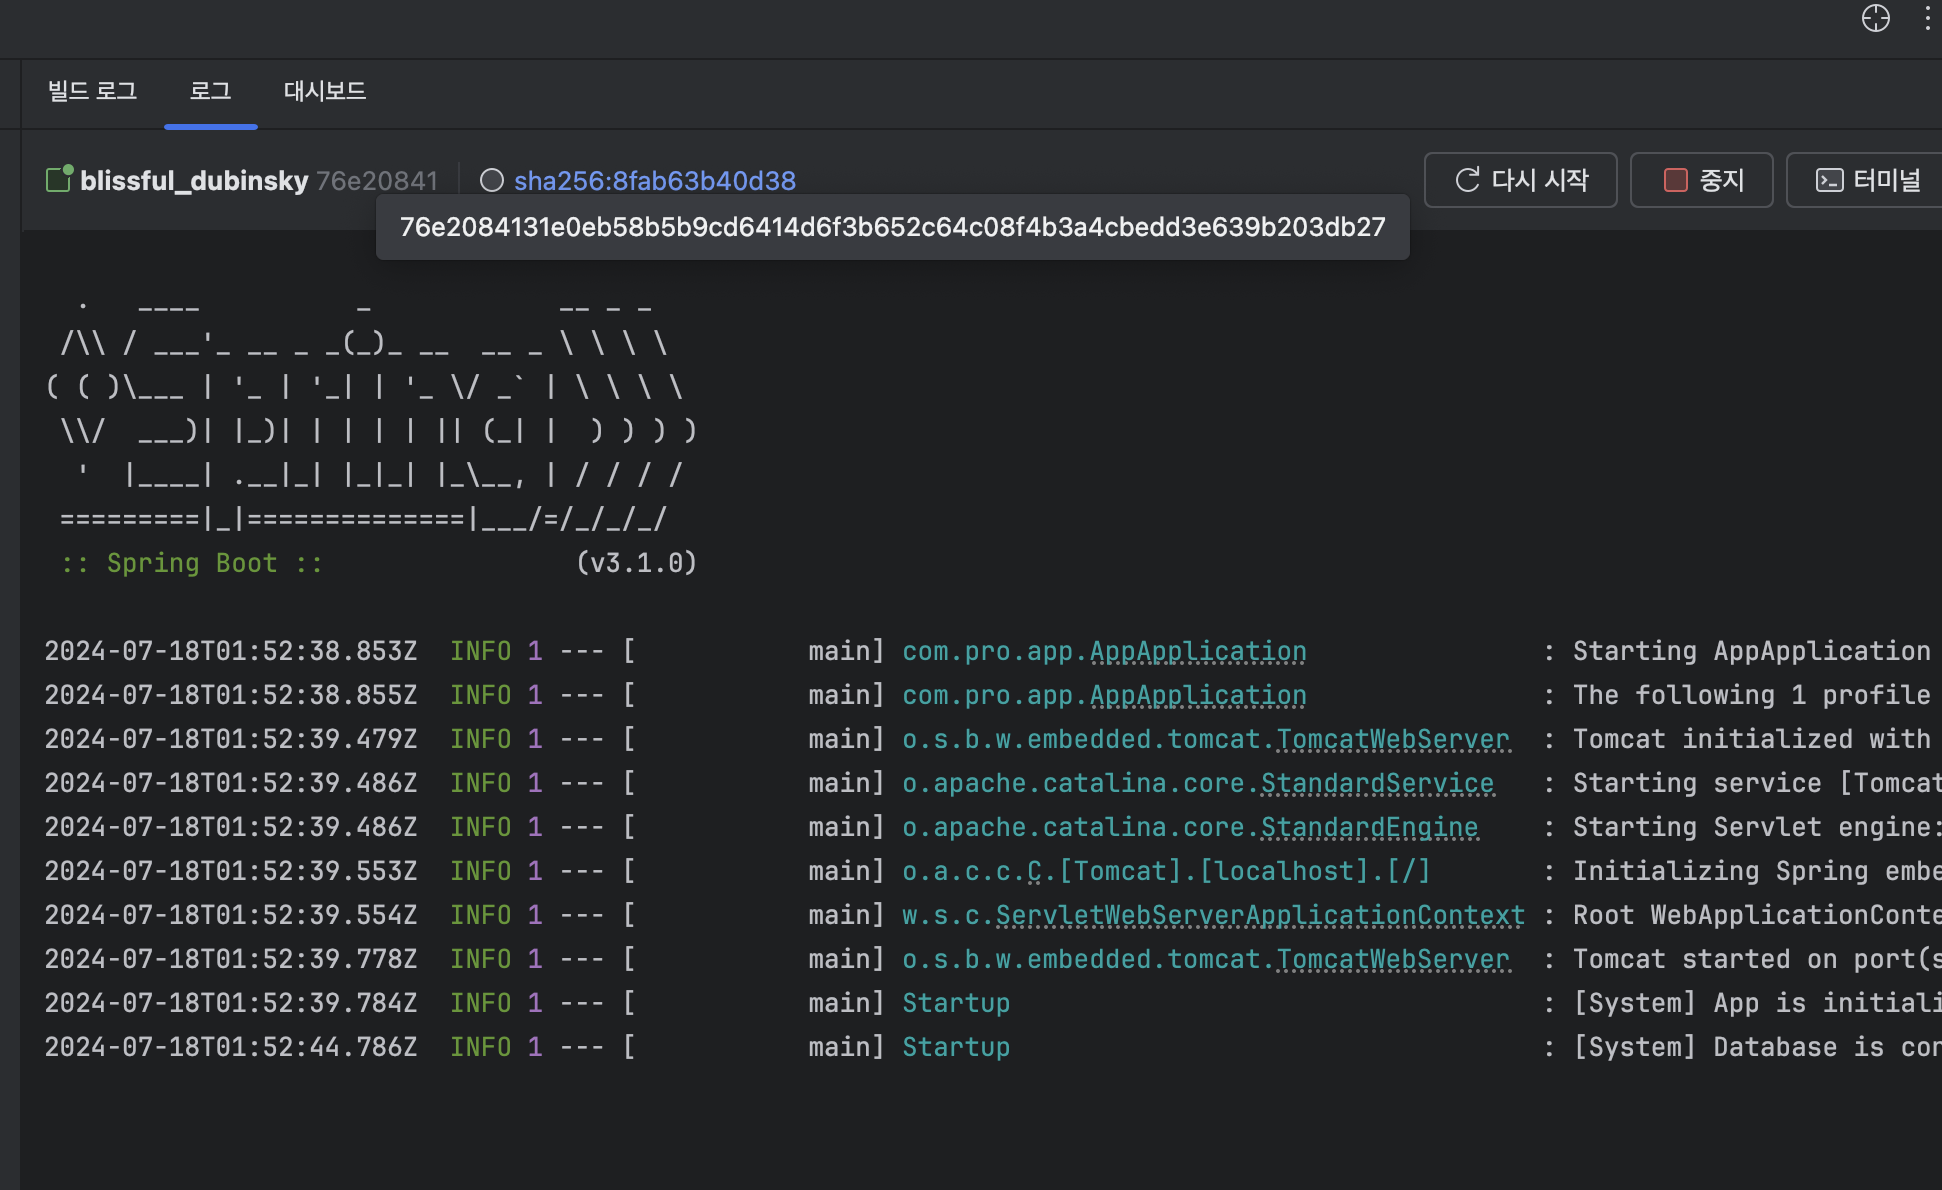 빌드 로그 로그 대시보드
blissful_dubinsky 76e20841 sha256:8fab63b40d38 다시 시작 중지 터미널
76e2084131e0eb58b5b9cd6414d6f3b652c64c08f4b3a4cbedd3e639b203db27
  .   ____          _            __ _ _
 /\\ / ___'_ __ _ _(_)_ __  __ _ \ \ \ \
( ( )\___ | '_ | '_| | '_ \/ _` | \ \ \ \
 \\/  ___)| |_)| | | | | || (_| |  ) ) ) )
  '  |____| .__|_| |_|_| |_\__, | / / / /
 =========|_|==============|___/=/_/_/_/
 :: Spring Boot ::                (v3.1.0)
2024-07-18T01:52:38.853Z  INFO 1 --- [           main] com.pro.app.AppApplication               : Starting AppApplication
2024-07-18T01:52:38.855Z  INFO 1 --- [           main] com.pro.app.AppApplication               : The following 1 profile
2024-07-18T01:52:39.479Z  INFO 1 --- [           main] o.s.b.w.embedded.tomcat.TomcatWebServer  : Tomcat initialized with
2024-07-18T01:52:39.486Z  INFO 1 --- [           main] o.apache.catalina.core.StandardService   : Starting service [Tomcat
2024-07-18T01:52:39.486Z  INFO 1 --- [           main] o.apache.catalina.core.StandardEngine    : Starting Servlet engine:
2024-07-18T01:52:39.553Z  INFO 1 --- [           main] o.a.c.c.C.[Tomcat].[localhost].[/]       : Initializing Spring embe
2024-07-18T01:52:39.554Z  INFO 1 --- [           main] w.s.c.ServletWebServerApplicationContext : Root WebApplicationConte
2024-07-18T01:52:39.778Z  INFO 1 --- [           main] o.s.b.w.embedded.tomcat.TomcatWebServer  : Tomcat started on port(s
2024-07-18T01:52:39.784Z  INFO 1 --- [           main] Startup                                  : [System] App is initiali
2024-07-18T01:52:44.786Z  INFO 1 --- [           main] Startup                                  : [System] Database is con